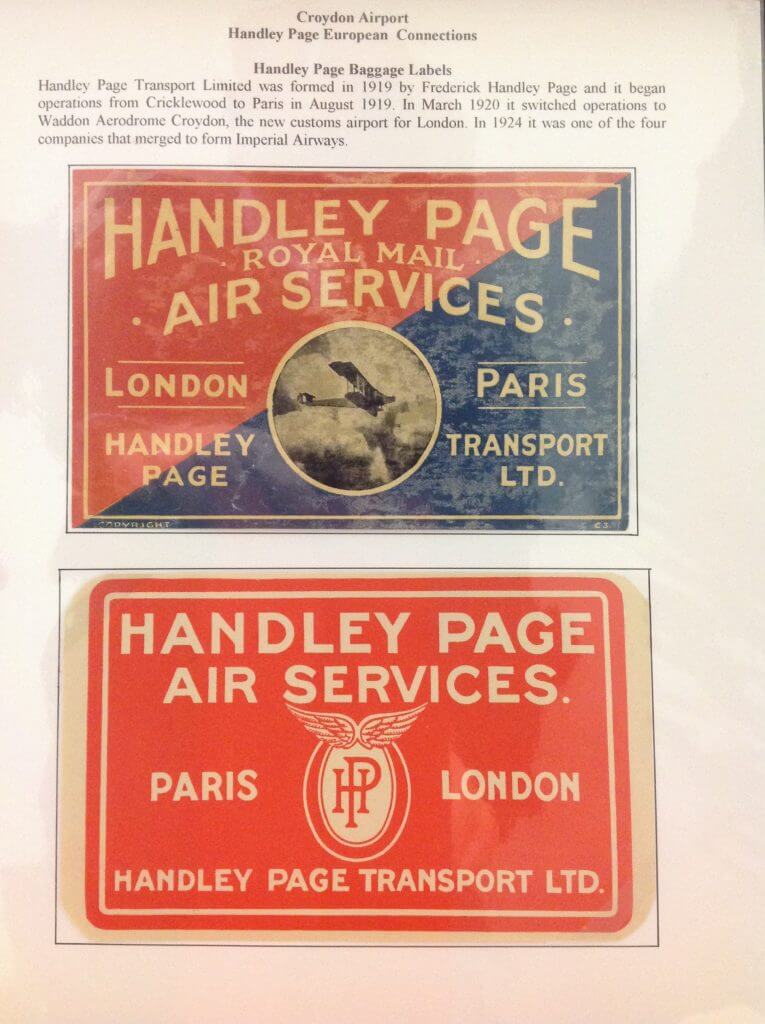 Croydon Airport
Handley Page European Connections
Handley Page Baggage Labels
Handley Page Transport Limited was formed in 1919 by Frederick Handley Page and it began
operations from Cricklewood to Paris in August 1919. In March 1920 it switched operations to
Waddon Aerodrome Croydon, the new customs airport for London. In 1924 it was one of the four
companies that merged to form Imperial Airways.
HANDLEY PAGE
· ROYAL MAIL ·
· AIR SERVICES ·
LONDON
PARIS
HANDLEY
PAGE
TRANSPORT
LTD.
COPYRIGHT
C3.
HANDLEY PAGE
AIR SERVICES.
PARIS
HP
LONDON
HANDLEY PAGE TRANSPORT LTD.